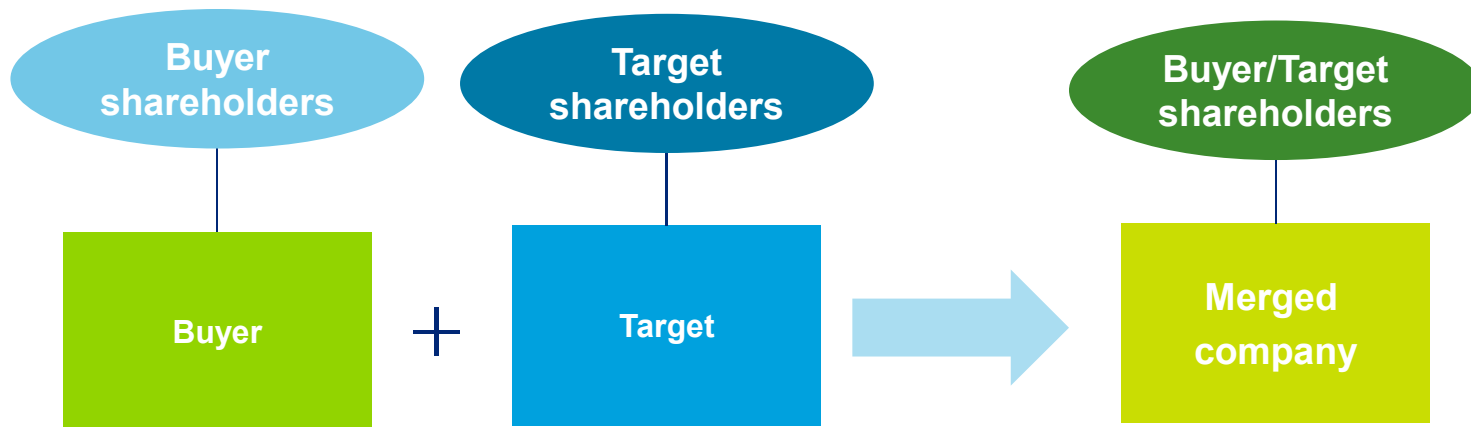 Buyer
shareholders
Target
shareholders
Buyer/Target
shareholders
Buyer
+
Target
Merged
company